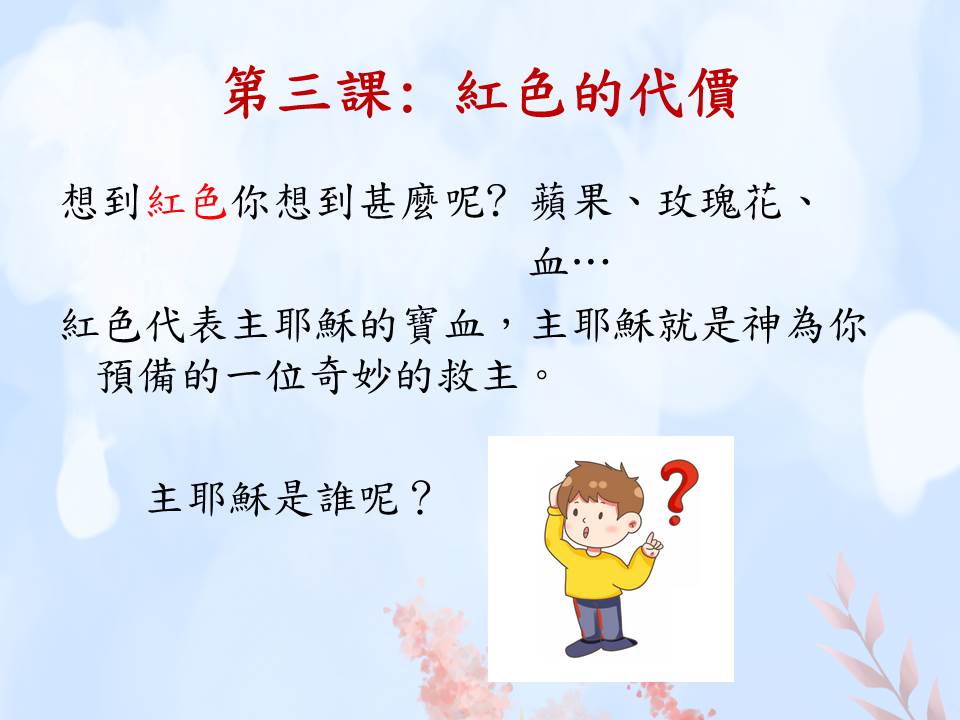 第三課: 紅色的代價
想到紅色你想到甚麼呢? 蘋果、玫瑰花、
血…
紅色代表主耶穌的寶血，主耶穌就是神為你
預備的一位奇妙的救主。
主耶穌是誰呢？
?